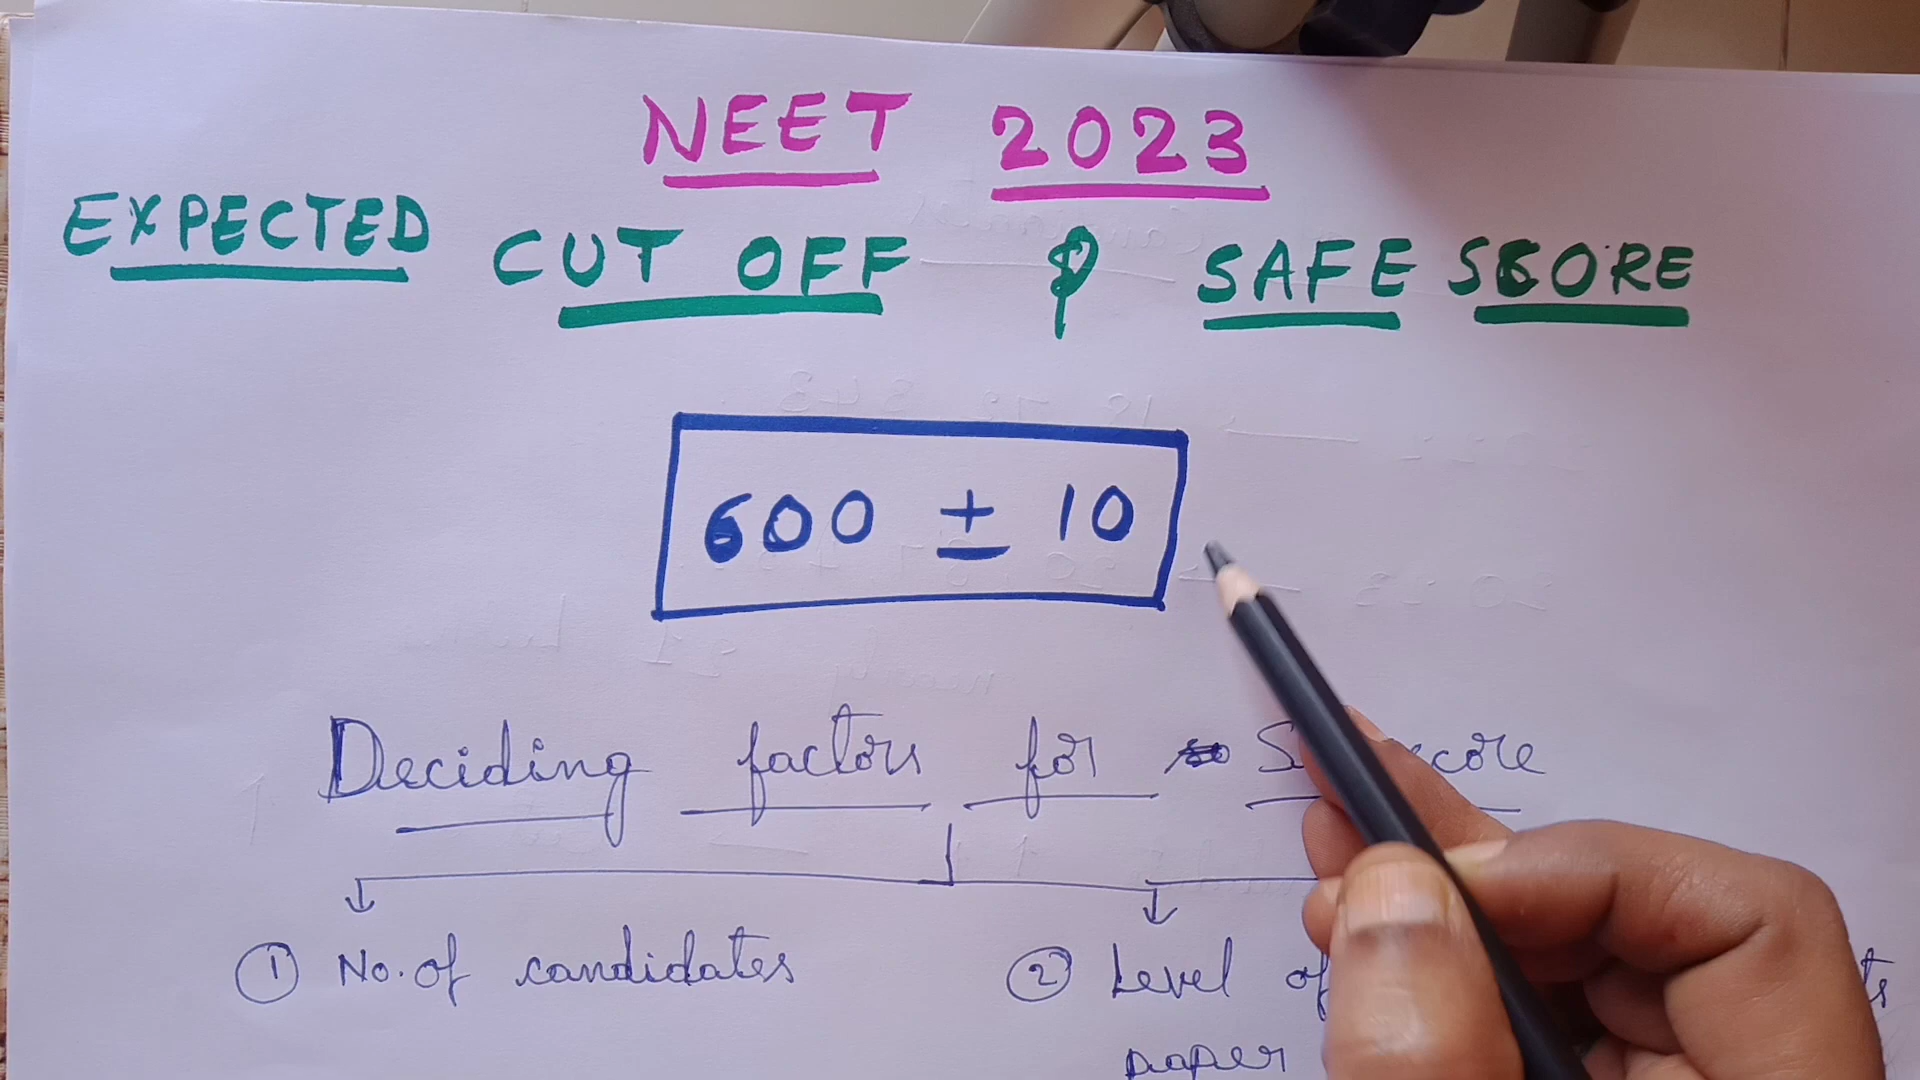 NEET 2023
EXPECTED CUT OFF & SAFE SCORE
600 ± 10
Deciding factors for
① No. of candidates
② Level of
paper